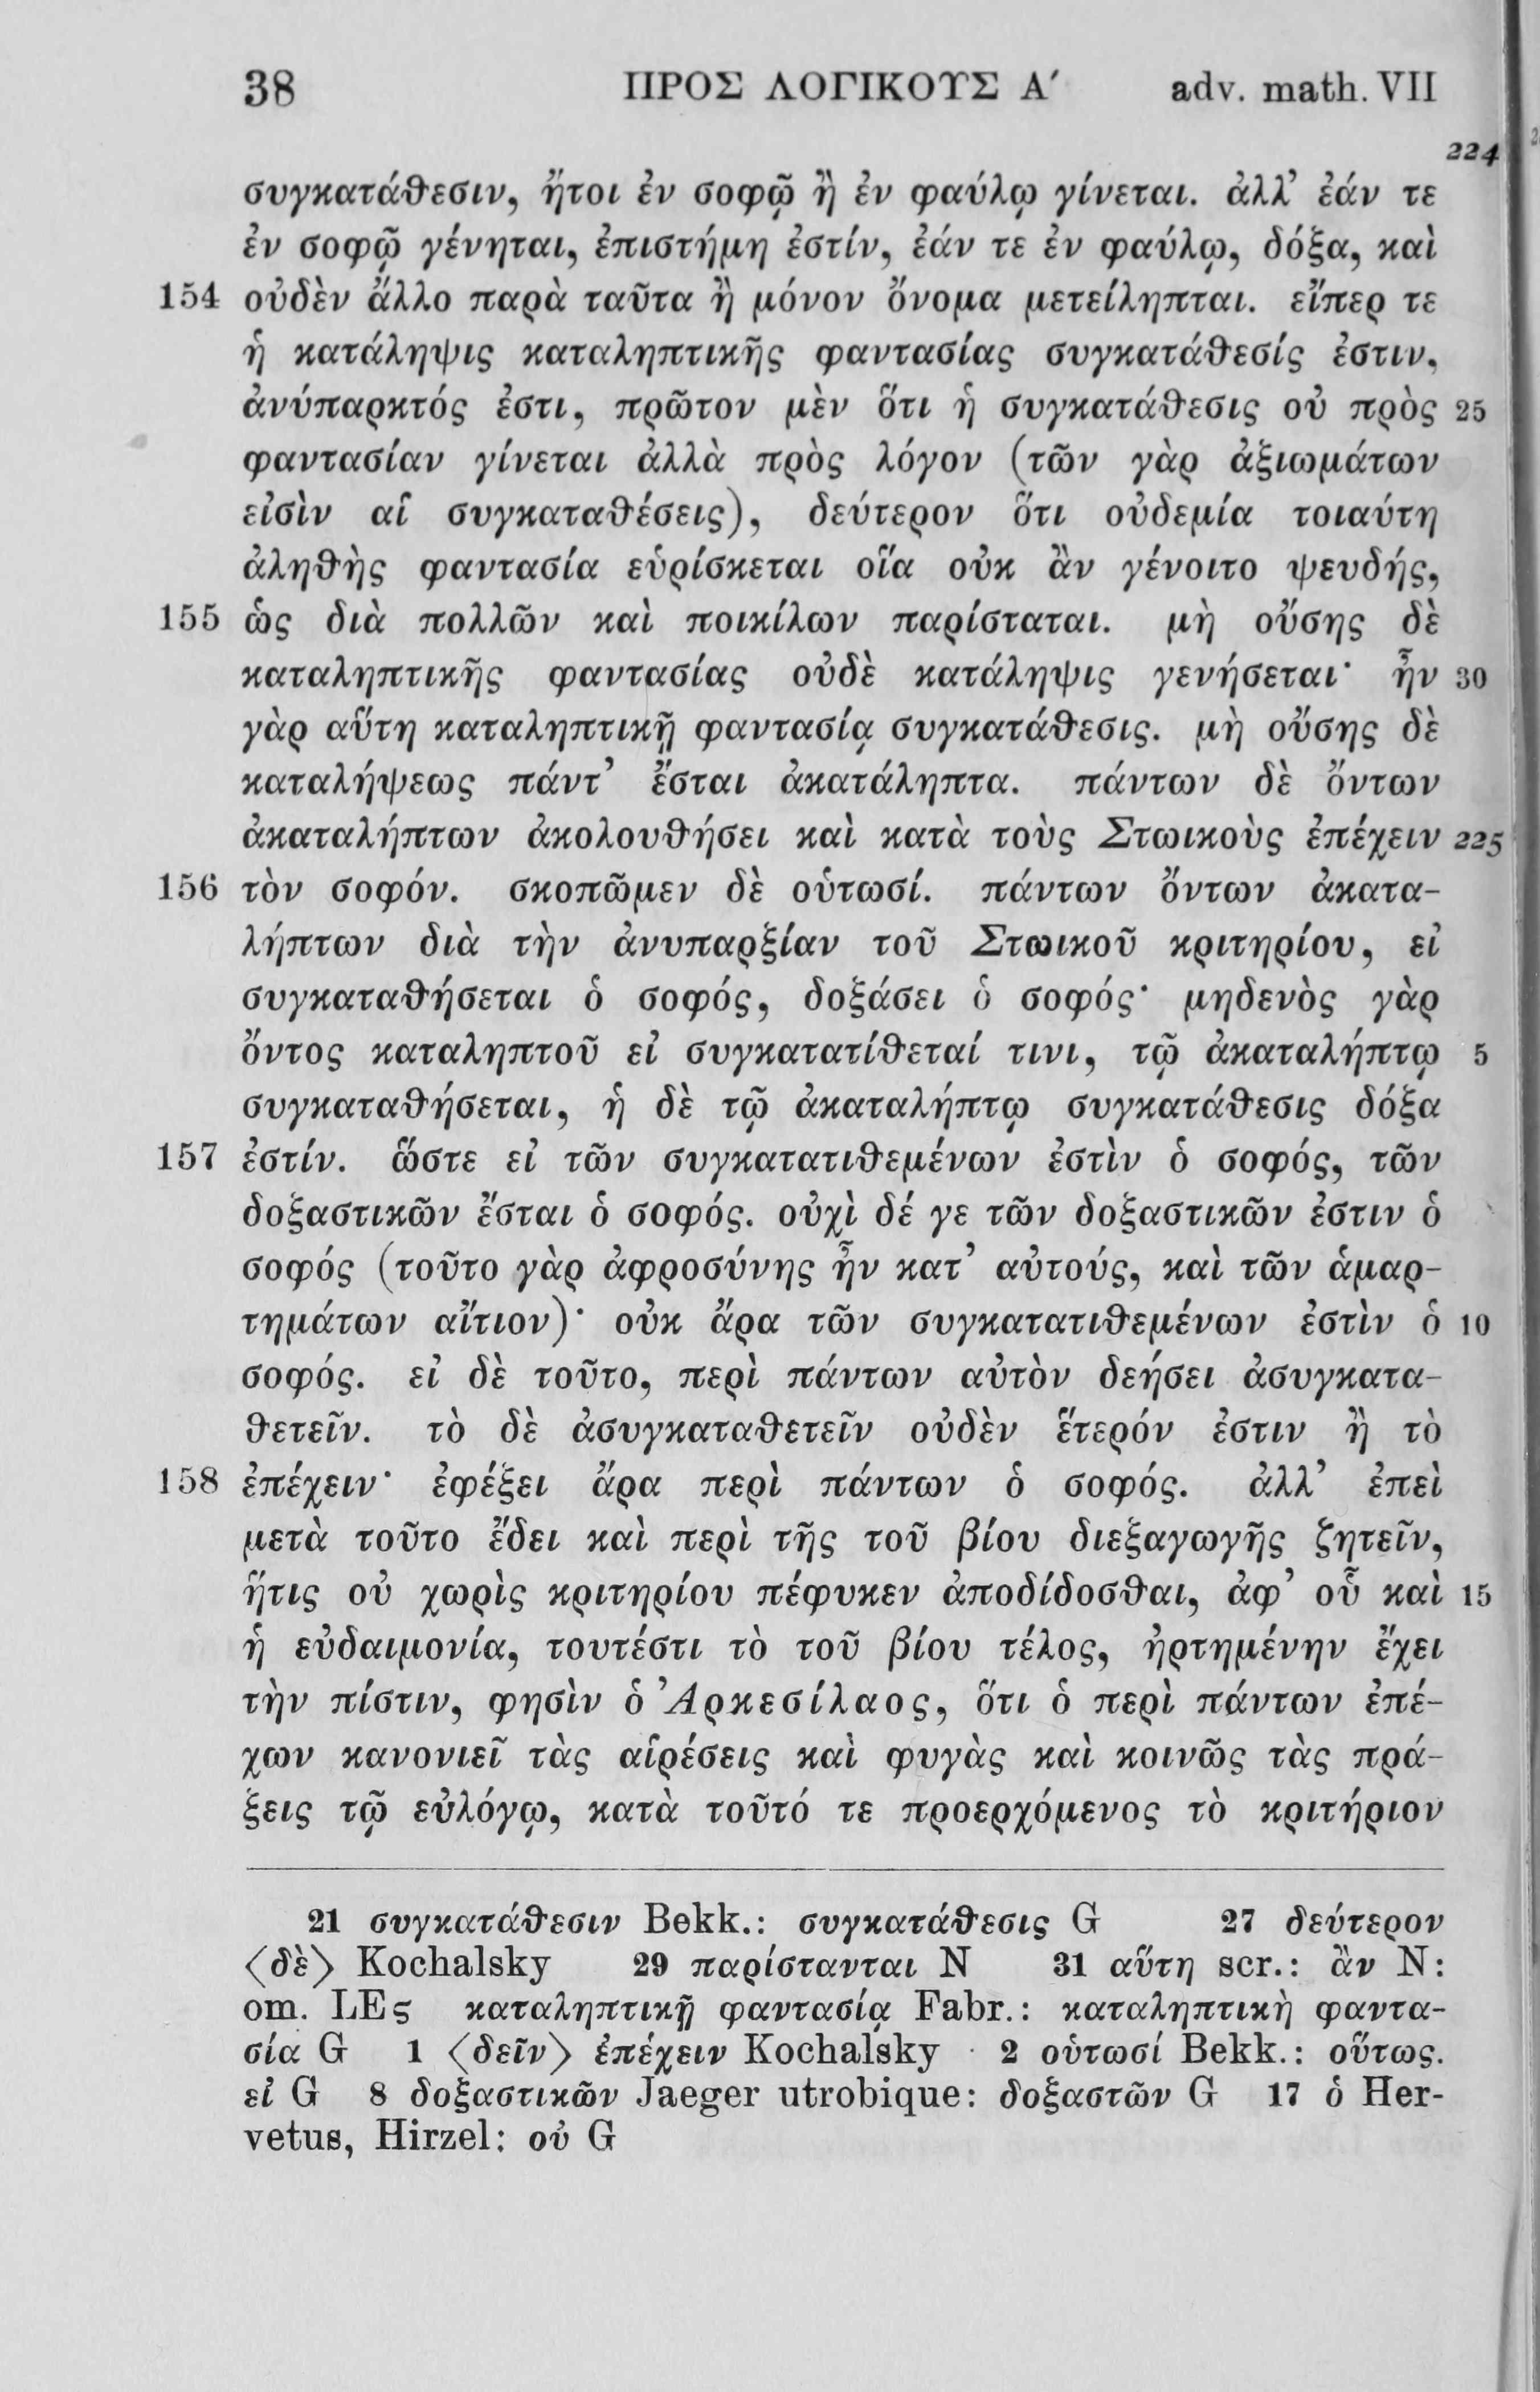 38 ΠΡΟΣ ΛΟΓΙΚΟΥΣ Α′ adv. math. VII
224
συγκατάθεσιν, ἤτοι ἐν σοφῷ ἢ ἐν φαύλῳ γίνεται. ἀλλ’ ἐάν τε
ἐν σοφῷ γένηται, ἐπιστήμη ἐστίν, ἐάν τε ἐν φαύλῳ, δόξα, καὶ
154 οὐδὲν ἄλλο παρὰ ταῦτα ἢ μόνον ὄνομα μετείληπται. εἴπερ τε
ἡ κατάληψις καταληπτικῆς φαντασίας συγκατάθεσίς ἐστιν,
ἀνύπαρκτός ἐστι, πρῶτον μὲν ὅτι ἡ συγκατάθεσις οὐ πρὸς 25
φαντασίαν γίνεται ἀλλὰ πρὸς λόγον (τῶν γὰρ ἀξιωμάτων
εἰσὶν αἱ συγκαταθέσεις), δεύτερον ὅτι οὐδεμία τοιαύτη
ἀληθὴς φαντασία εὑρίσκεται οἵα οὐκ ἂν γένοιτο ψευδής,
155 ὡς διὰ πολλῶν καὶ ποικίλων παρίσταται. μὴ οὔσης δὲ
καταληπτικῆς φαντασίας οὐδὲ κατάληψις γενήσεται· ἦν 30
γὰρ αὕτη καταληπτικῇ φαντασίᾳ συγκατάθεσις. μὴ οὔσης δὲ
καταλήψεως πάντ’ ἔσται ἀκατάληπτα. πάντων δὲ ὄντων
ἀκαταλήπτων ἀκολουθήσει καὶ κατὰ τοὺς Στωικοὺς ἐπέχειν 225
156 τὸν σοφόν. σκοπῶμεν δὲ οὑτωσί. πάντων ὄντων ἀκατα-
λήπτων διὰ τὴν ἀνυπαρξίαν τοῦ Στωικοῦ κριτηρίου, εἰ
συγκαταθήσεται ὁ σοφός, δοξάσει ὁ σοφός· μηδενὸς γὰρ
ὄντος καταληπτοῦ εἰ συγκατατίθεταί τινι, τῷ ἀκαταλήπτῳ 5
συγκαταθήσεται, ἡ δὲ τῷ ἀκαταλήπτῳ συγκατάθεσις δόξα
157 ἐστίν. ὥστε εἰ τῶν συγκατατιθεμένων ἐστὶν ὁ σοφός, τῶν
δοξαστικῶν ἔσται ὁ σοφός. οὐχὶ δέ γε τῶν δοξαστικῶν ἐστιν ὁ
σοφός (τοῦτο γὰρ ἀφροσύνης ἦν κατ’ αὐτούς, καὶ τῶν ἁμαρ-
τημάτων αἴτιον)· οὐκ ἄρα τῶν συγκατατιθεμένων ἐστὶν ὁ 10
σοφός. εἰ δὲ τοῦτο, περὶ πάντων αὐτὸν δεήσει ἀσυγκατα-
θετεῖν. τὸ δὲ ἀσυγκαταθετεῖν οὐδὲν ἕτερόν ἐστιν ἢ τὸ
158 ἐπέχειν· ἐφέξει ἄρα περὶ πάντων ὁ σοφός. ἀλλ’ ἐπεὶ
μετὰ τοῦτο ἔδει καὶ περὶ τῆς τοῦ βίου διεξαγωγῆς ζητεῖν,
ἥτις οὐ χωρὶς κριτηρίου πέφυκεν ἀποδίδοσθαι, ἀφ’ οὗ καὶ 15
ἡ εὐδαιμονία, τουτέστι τὸ τοῦ βίου τέλος, ἠρτημένην ἔχει
τὴν πίστιν, φησὶν ὁ Ἀρκεσίλαος, ὅτι ὁ περὶ πάντων ἐπέ-
χων κανονιεῖ τὰς αἱρέσεις καὶ φυγὰς καὶ κοινῶς τὰς πρά-
ξεις τῷ εὐλόγῳ, κατὰ τοῦτό τε προερχόμενος τὸ κριτήριον
21 συγκατάθεσιν Bekk.: συγκατάθεσις G 27 δεύτερον
⟨δὲ⟩ Kochalsky 29 παρίστανται N 31 αὕτη scr.: ἂν N:
om. LEς καταληπτικῇ φαντασίᾳ Fabr.: καταληπτικὴ φαντα-
σία G 1 ⟨δεῖν⟩ ἐπέχειν Kochalsky 2 οὑτωσί Bekk.: οὕτως.
εἰ G 8 δοξαστικῶν Jaeger utrobique: δοξαστῶν G 17 ὁ Her-
vetus, Hirzel: οὐ G